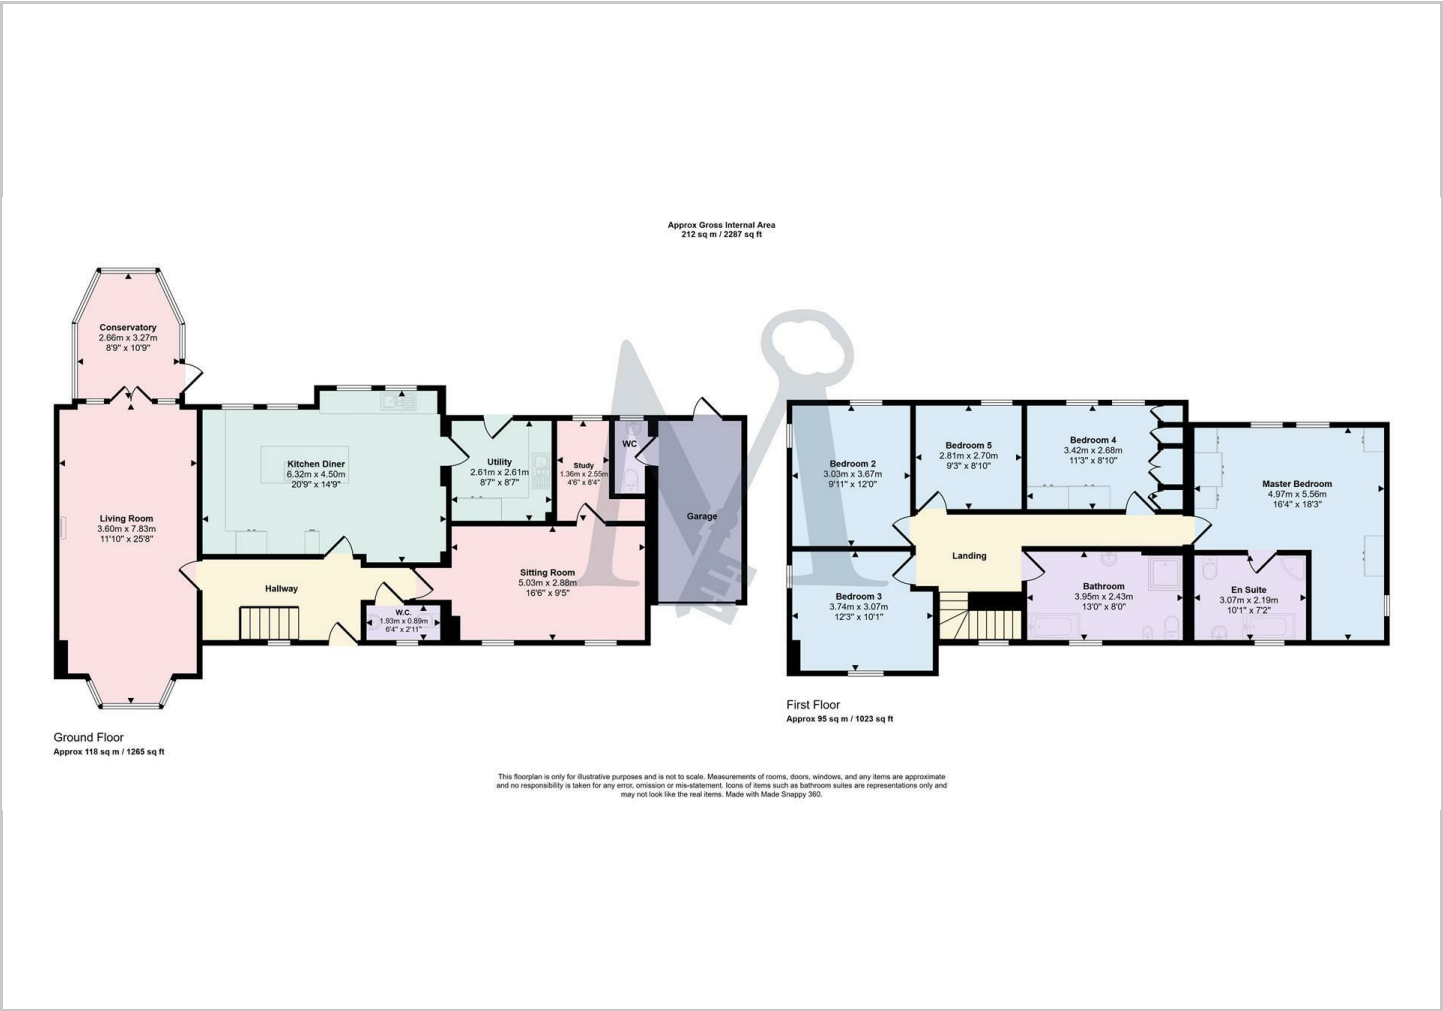 Approx Gross Internal Area
212 sq m / 2287 sq ft
Conservatory
2.66m x 3.27m
8'9" x 10'9"
Living Room
3.60m x 7.83m
11'10" x 25'8"
Kitchen Diner
6.32m x 4.50m
20'9" x 14'9"
Utility
2.61m x 2.61m
8'7" x 8'7"
Study
1.36m x 2.55m
4'6" x 8'4"
WC
Garage
Sitting Room
5.03m x 2.88m
16'6" x 9'5"
Hallway
W.C.
1.93m x 0.89m
6'4" x 2'11"
Ground Floor
Approx 118 sq m / 1265 sq ft
Bedroom 2
3.03m x 3.67m
9'11" x 12'0"
Bedroom 5
2.81m x 2.70m
9'3" x 8'10"
Bedroom 4
3.42m x 2.68m
11'3" x 8'10"
Master Bedroom
4.97m x 5.56m
16'4" x 18'3"
Landing
Bedroom 3
3.74m x 3.07m
12'3" x 10'1"
Bathroom
3.95m x 2.43m
13'0" x 8'0"
En Suite
3.07m x 2.19m
10'1" x 7'2"
First Floor
Approx 95 sq m / 1023 sq ft
This floorplan is only for illustrative purposes and is not to scale. Measurements of rooms, doors, windows, and any items are approximate
and no responsibility is taken for any error, omission or mis-statement. Icons of items such as bathroom suites are representations only and
may not look like the real items. Made with Made Snappy 360.